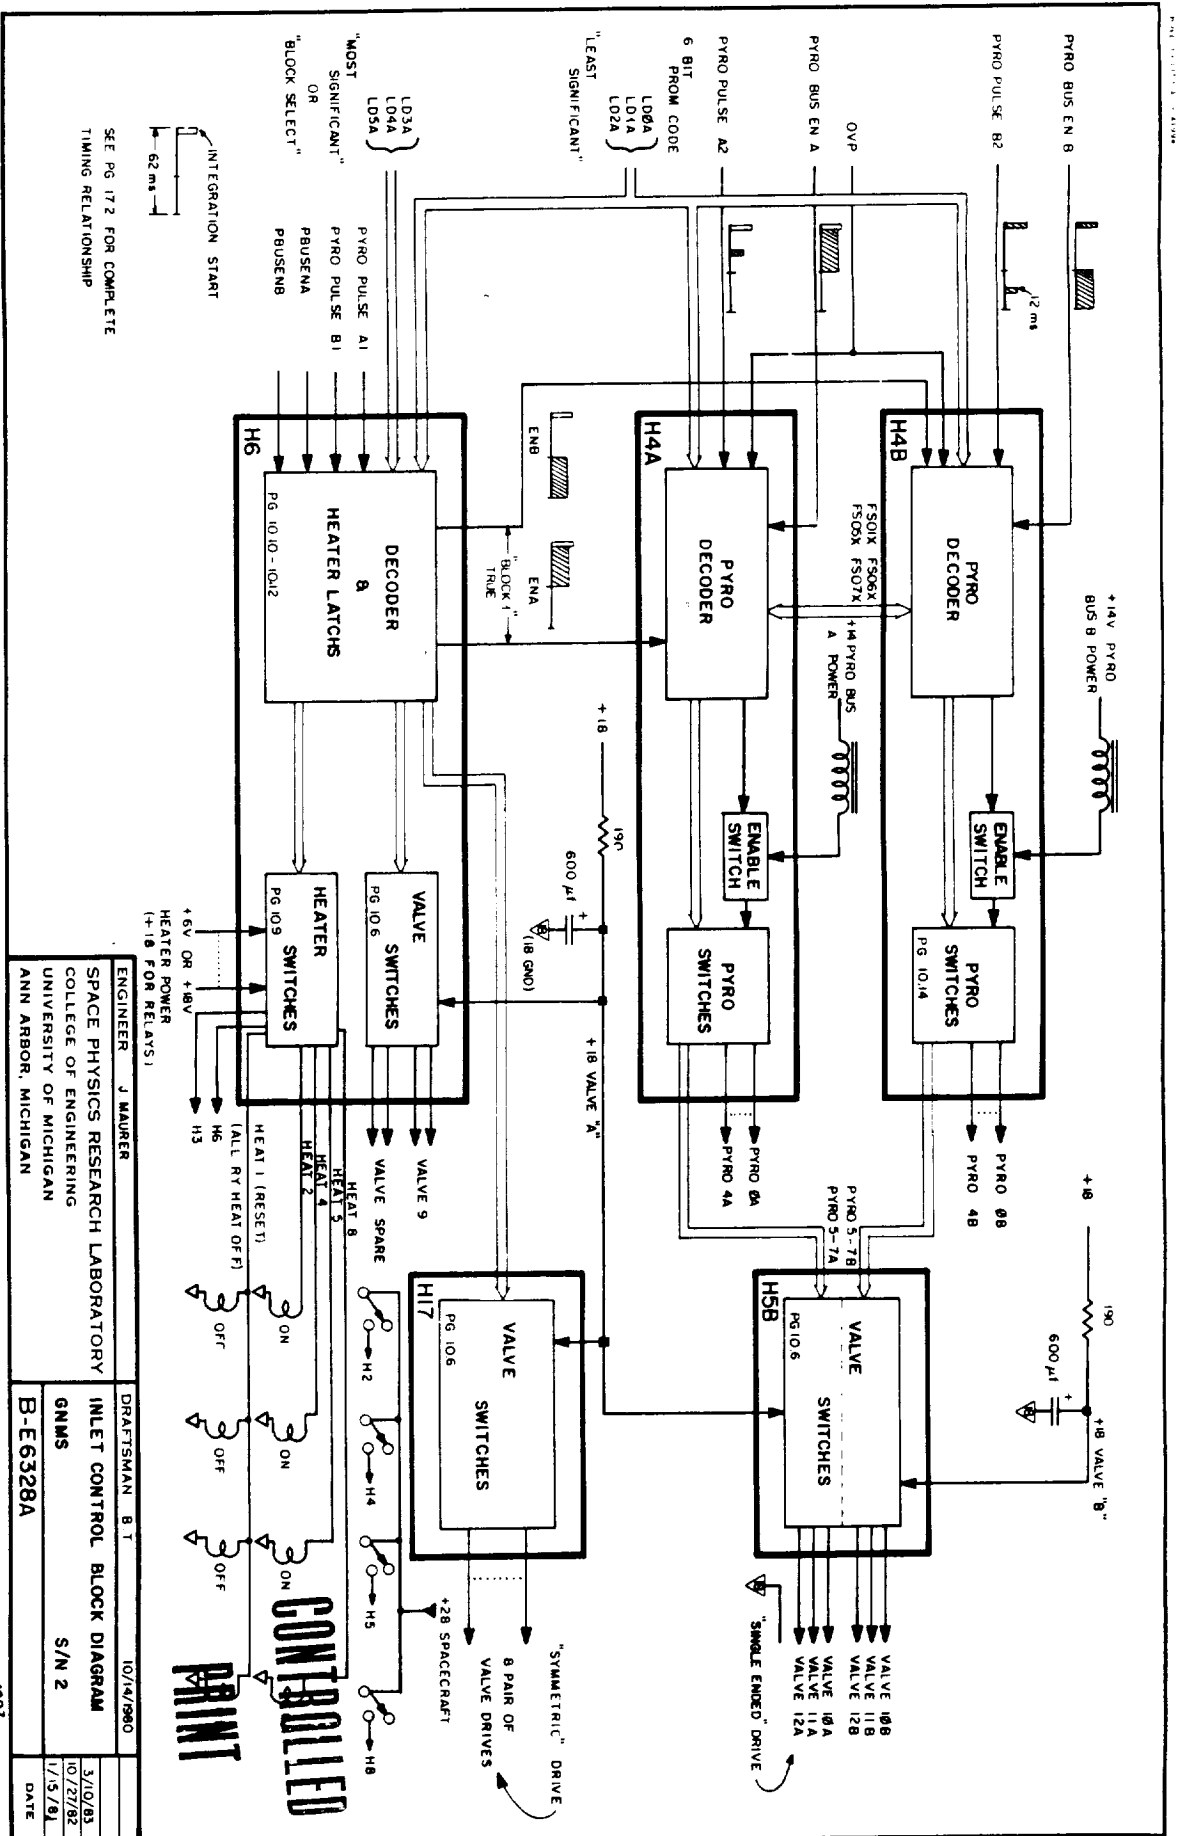 PYRO BUS EN B
PYRO PULSE B2
OVP
PYRO BUS EN A
PYRO PULSE A2
6 BIT
PROM CODE
LDØA
LD1A
LD2A
"LEAST
SIGNIFICANT"
LD3A
LD4A
LD5A
"MOST
SIGNIFICANT"
OR
"BLOCK SELECT"
PYRO PULSE A1
PYRO PULSE B1
PBUSENA
PBUSENB
INTEGRATION START
62 ms
SEE PG 17.2 FOR COMPLETE
TIMING RELATIONSHIP
12 ms
H4B
PYRO
DECODER
+14V PYRO
BUS B POWER
ENABLE
SWITCH
PYRO
SWITCHES
PG 10.14
PYRO ØB
PYRO 4B
FS01X FS06X
FS05X FS07X
H4A
PYRO
DECODER
+14 PYRO BUS
A POWER
ENABLE
SWITCH
PYRO
SWITCHES
PYRO ØA
PYRO 4A
PYRO 5-7B
PYRO 5-7A
ENB
ENA
"BLOCK 1"
TRUE
H6
DECODER
&
HEATER LATCHS
PG 10.10 - 10.12
+18
190
600 µf
+
(18 GND)
+18 VALVE "A"
VALVE
SWITCHES
PG 10.6
VALVE 9
VALVE SPARE
HEATER
SWITCHES
PG 10.9
+6V OR +18V
HEATER POWER
(+18 FOR RELAYS)
H6
H3
HEAT 8
HEAT 5
HEAT 4
HEAT 2
HEAT 1 (RESET)
(ALL RY HEAT OFF)
+18
190
600 µf
+
+18 VALVE "B"
H5B
VALVE
SWITCHES
PG 10.6
VALVE 1ØB
VALVE 11B
VALVE 12B
VALVE 1ØA
VALVE 11A
VALVE 12A
"SINGLE ENDED" DRIVE
H17
VALVE
SWITCHES
PG 10.6
"SYMMETRIC" DRIVE
8 PAIR OF
VALVE DRIVES
+28 SPACECRAFT
H2
H4
H5
H8
ON
ON
ON
OFF
OFF
OFF
CONTROLLED
PRINT
ENGINEER J MAURER
DRAFTSMAN B T
10/14/1980
SPACE PHYSICS RESEARCH LABORATORY
COLLEGE OF ENGINEERING
UNIVERSITY OF MICHIGAN
ANN ARBOR, MICHIGAN
INLET CONTROL BLOCK DIAGRAM
GNMS S/N 2
B-E6328A
3/10/83
10/27/82
1/15/81
DATE